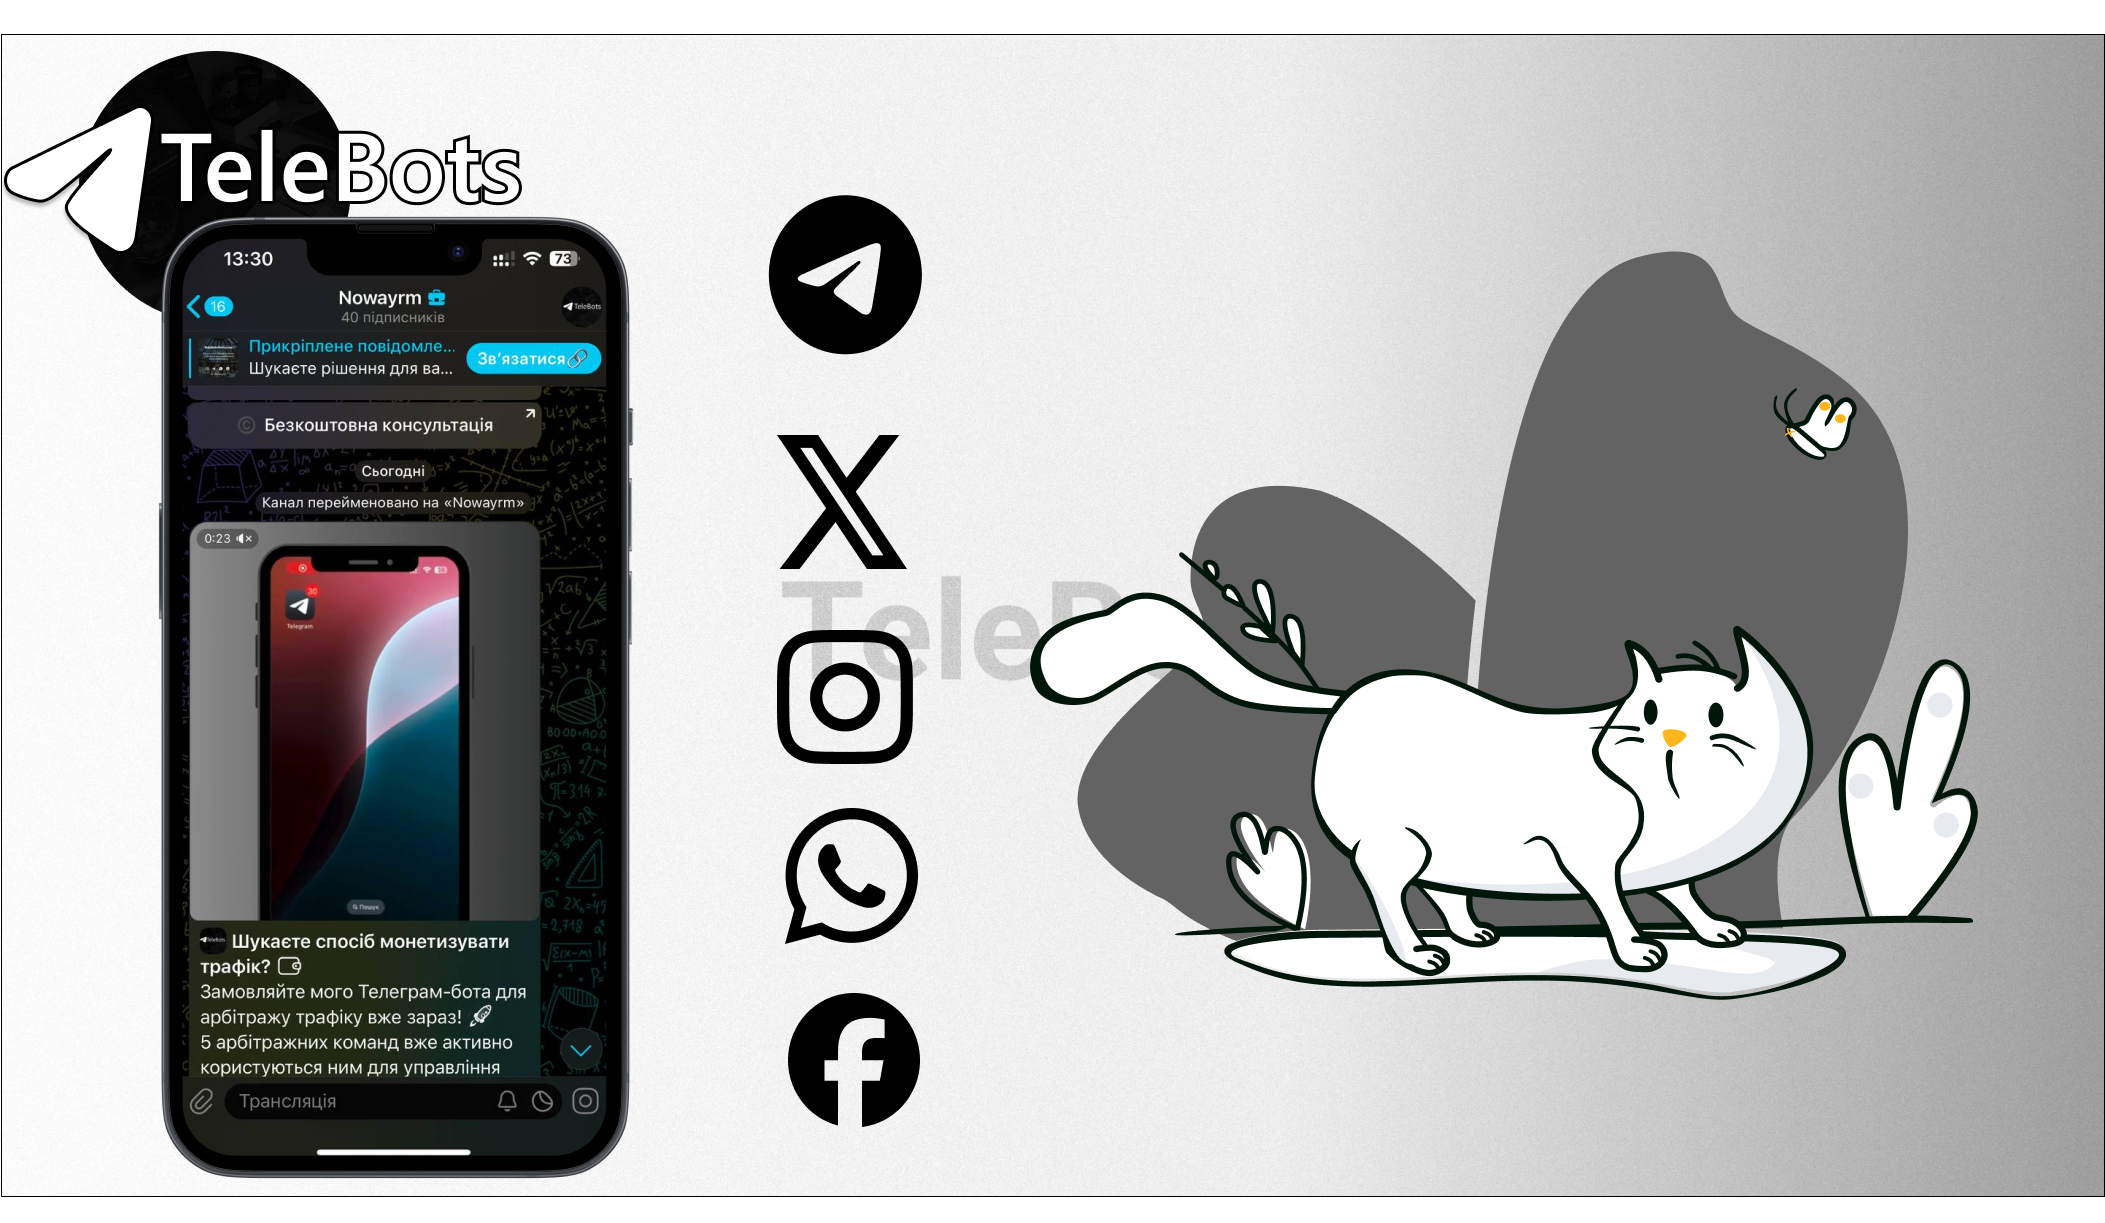 TeleBots
13:30
73
16
Nowayrm
40 підписників
TeleBots
Прикріплене повідомле...
Шукаєте рішення для ва...
Зв'язатися
© Безкоштовна консультація
Сьогодні
Канал перейменовано на «Nowayrm»
0:23
30
Telegram
Пошук
Шукаєте спосіб монетизувати
трафік?
Замовляйте мого Телеграм-бота для
арбітражу трафіку вже зараз!
5 арбітражних команд вже активно
користуються ним для управління
Трансляція